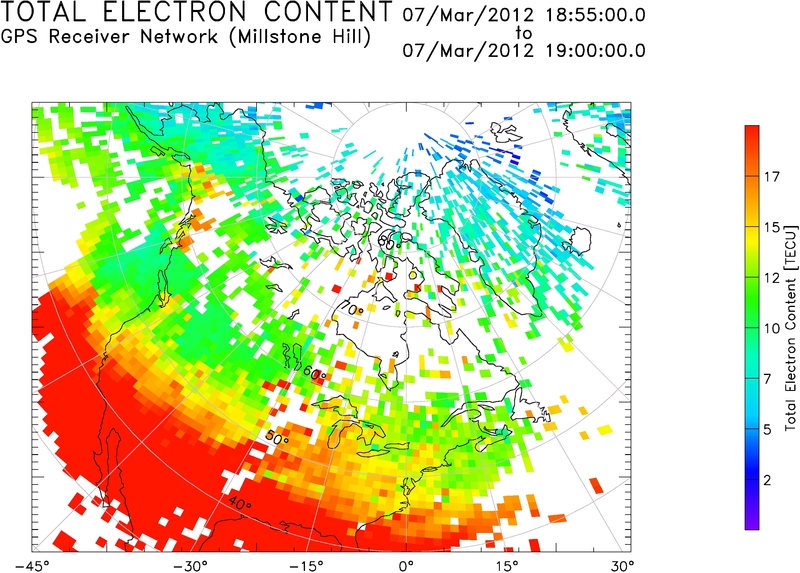 TOTAL ELECTRON CONTENT 07/Mar/2012 18:55:00.0
GPS Receiver Network (Millstone Hill) to
07/Mar/2012 19:00:00.0
17
15
12
10
7
5
2
Total Electron Content [TECU]
80°
70°
60°
50°
40°
-45° -30° -15° 0° 15° 30°